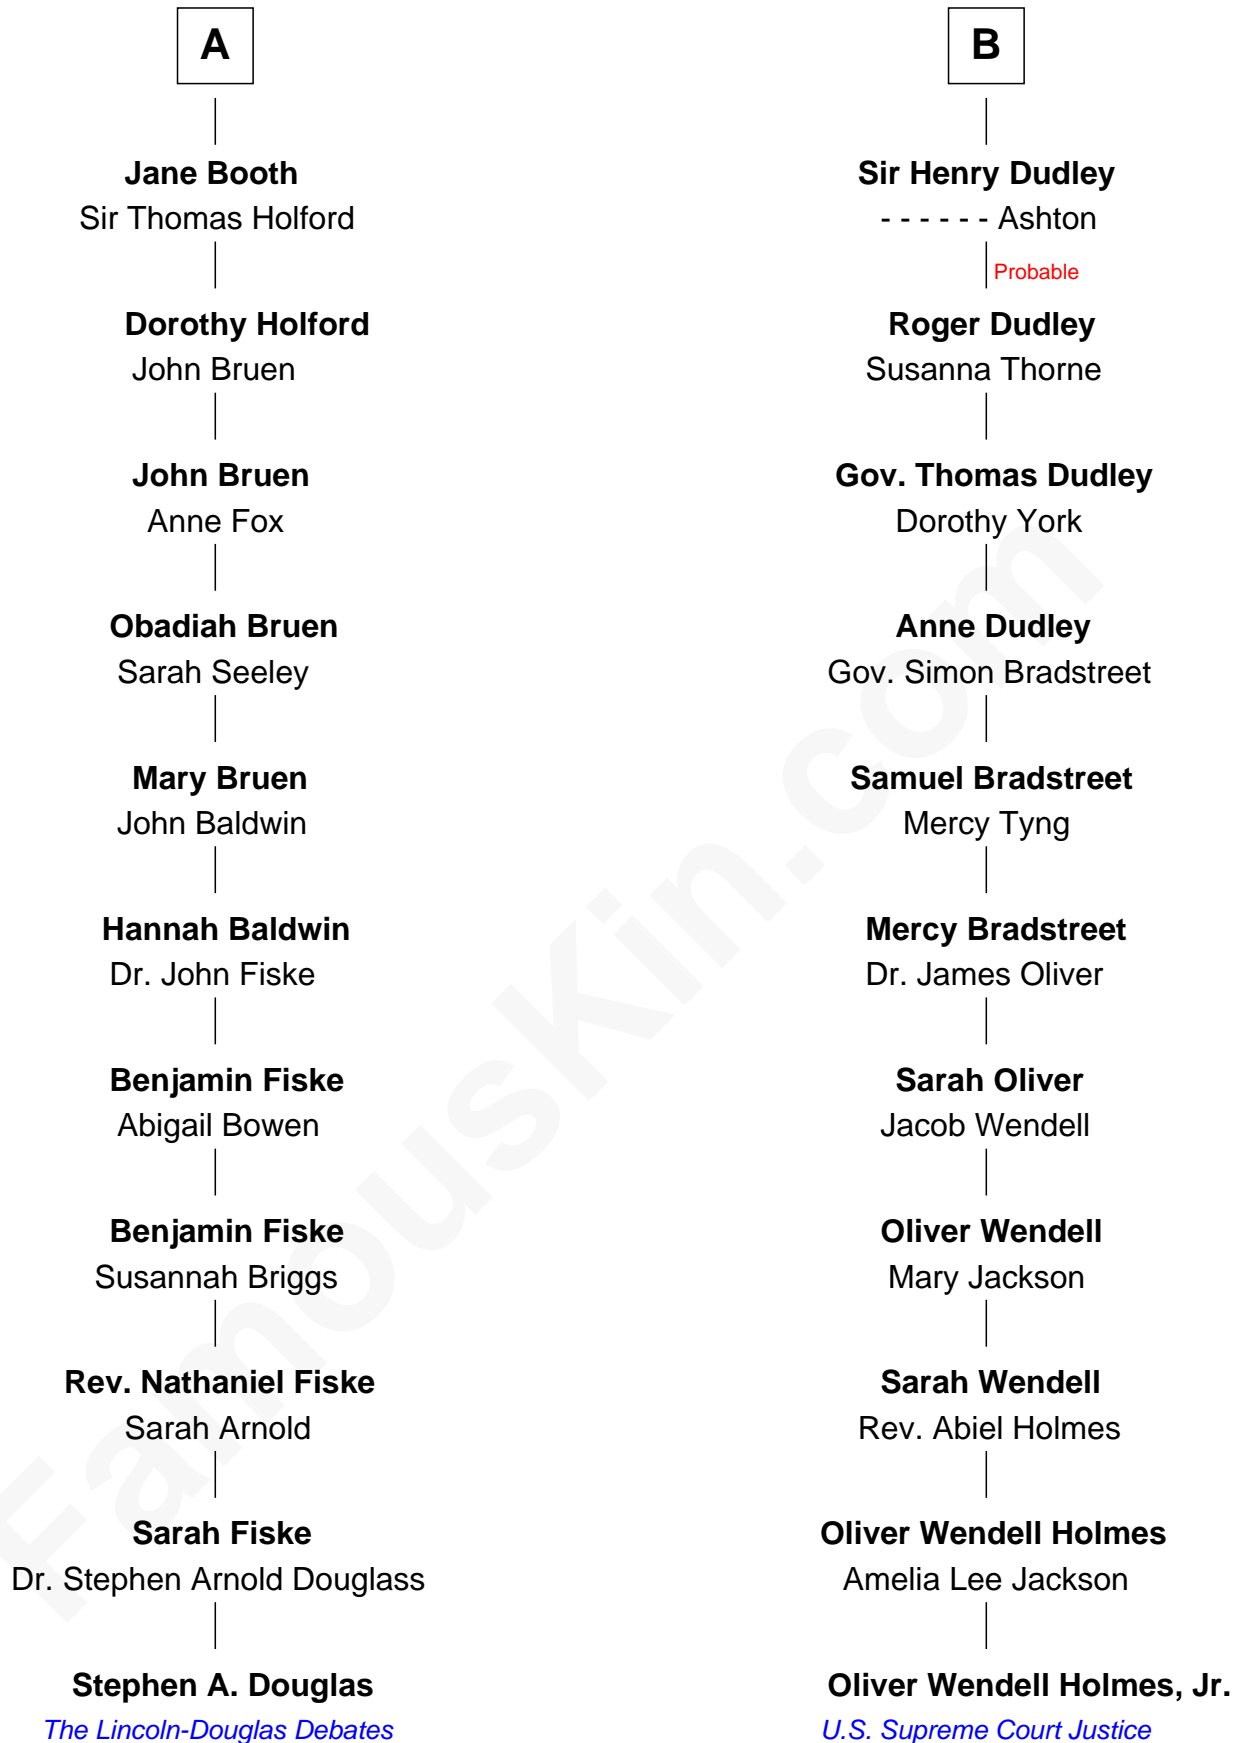 A
Jane Booth
Sir Thomas Holford
Dorothy Holford
John Bruen
John Bruen
Anne Fox
Obadiah Bruen
Sarah Seeley
Mary Bruen
John Baldwin
Hannah Baldwin
Dr. John Fiske
Benjamin Fiske
Abigail Bowen
Benjamin Fiske
Susannah Briggs
Rev. Nathaniel Fiske
Sarah Arnold
Sarah Fiske
Dr. Stephen Arnold Douglass
Stephen A. Douglas
The Lincoln-Douglas Debates
B
Sir Henry Dudley
- - - - - - Ashton
Probable
Roger Dudley
Susanna Thorne
Gov. Thomas Dudley
Dorothy York
Anne Dudley
Gov. Simon Bradstreet
Samuel Bradstreet
Mercy Tyng
Mercy Bradstreet
Dr. James Oliver
Sarah Oliver
Jacob Wendell
Oliver Wendell
Mary Jackson
Sarah Wendell
Rev. Abiel Holmes
Oliver Wendell Holmes
Amelia Lee Jackson
Oliver Wendell Holmes, Jr.
U.S. Supreme Court Justice
FamousKin.com